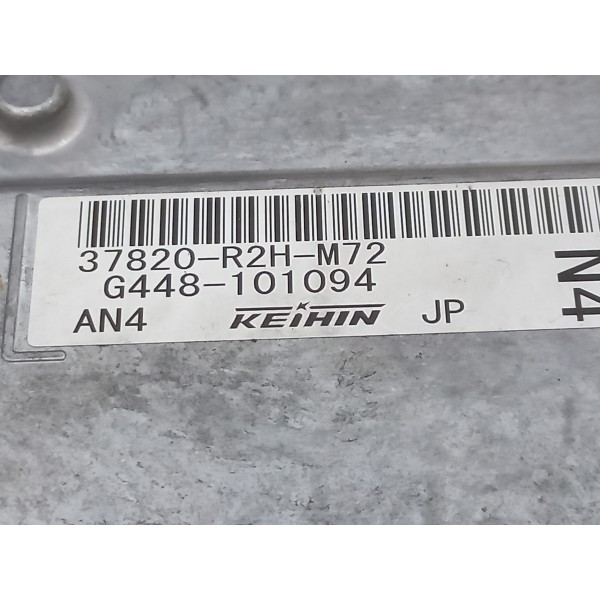 37820-R2H-M72
G448-101094
AN4 KEIHIN JP
N4